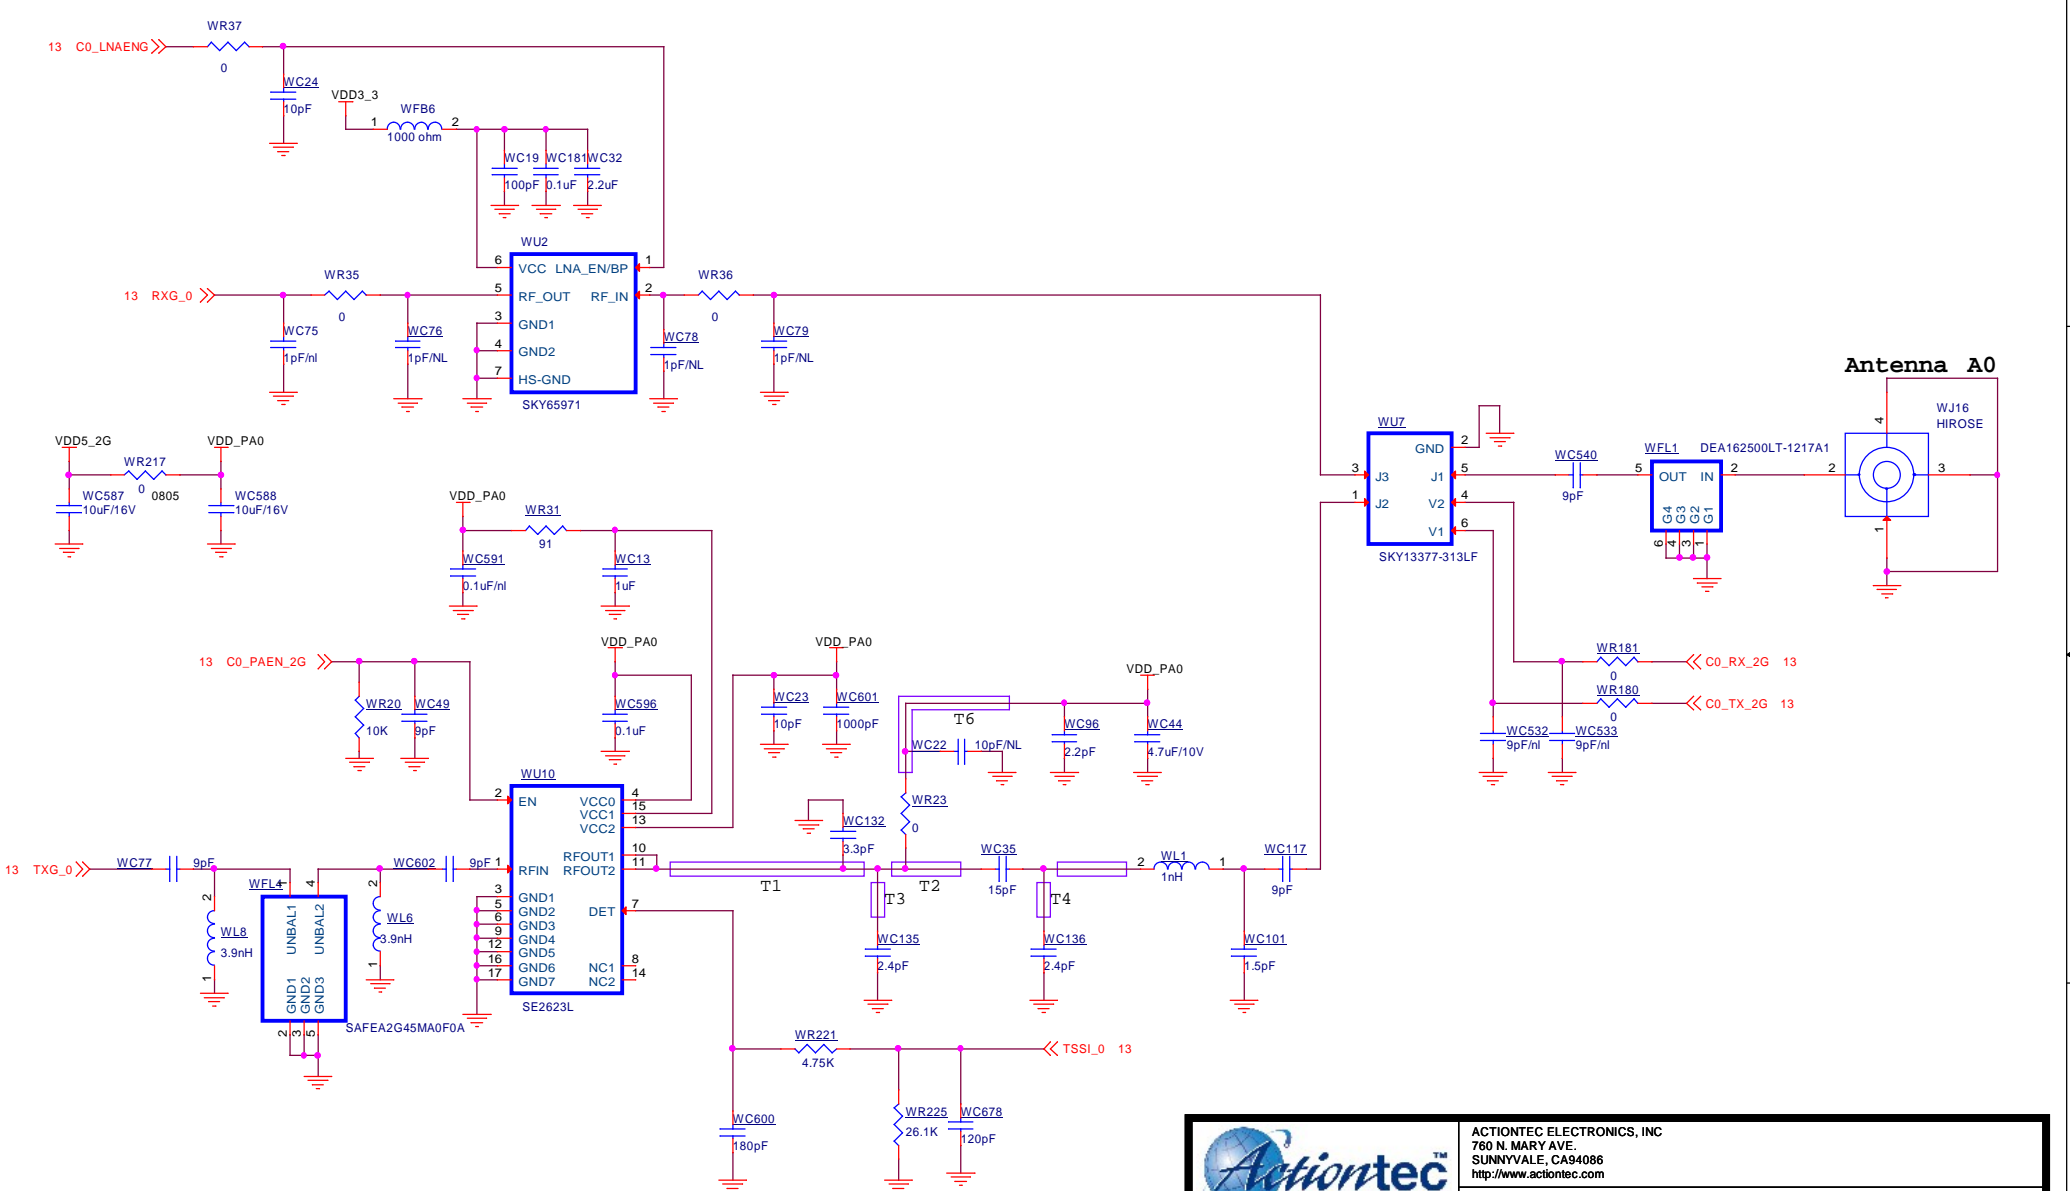 WR37
13 C0_LNAENG
0
WC24
10pF
VDD3_3
WFB6
1 2
1000 ohm
WC19 WC181 WC32
100pF 0.1uF 2.2uF
WU2
6 VCC LNA_EN/BP 1
WR35
WR36
13 RXG_0
5 RF_OUT RF_IN 2
0
0
3 GND1
WC75
1pF/nl
WC76
1pF/NL
4 GND2
WC78
1pF/NL
WC79
1pF/NL
7 HS-GND
SKY65971
Antenna A0
WJ16
HIROSE
4
2
3
1
VDD5_2G
VDD_PA0
WR217
0 0805
WC587
10uF/16V
WC588
10uF/16V
WU7
GND 2
3 J3 J1 5
1 J2 V2 4
V1 6
SKY13377-313LF
WC540
9pF
WFL1 DEA162500LT-1217A1
5 OUT IN 2
G4 G3 G2 G1
6 4 3 1
VDD_PA0
WR31
91
WC591
0.1uF/nl
WC13
1uF
VDD_PA0
VDD_PA0
13 C0_PAEN_2G
WR20
10K
WC49
9pF
WC596
0.1uF
WC23
10pF
WC601
1000pF
VDD_PA0
T6
WC22 10pF/NL
WC96
2.2pF
WC44
4.7uF/10V
WR181
0
C0_RX_2G 13
WR180
0
C0_TX_2G 13
WC532
9pF/nl
WC533
9pF/nl
WU10
2 EN VCC0 4
VCC1 15
VCC2 13
WR23
0
WC132
3.3pF
13 TXG_0
WC77 9pF
WC602 9pF
1 RFIN
RFOUT1 10
RFOUT2 11
T1
T3
T2
WC35
15pF
T4
2 WL1 1
1nH
WC117
9pF
WFL4
1 4
2
WL8
3.9nH
1
UNBAL1 UNBAL2
GND1 GND2 GND3
2 3 5
SAFEA2G45MA0F0A
2
WL6
3.9nH
1
3 GND1
5 GND2
6 GND3
9 GND4
12 GND5
16 GND6
17 GND7
DET 7
NC1 8
NC2 14
SE2623L
WC135
2.4pF
WC136
2.4pF
WC101
1.5pF
WR221
4.75K
TSSI_0 13
WC600
180pF
WR225
26.1K
WC678
120pF
Actiontec™
ACTIONTEC ELECTRONICS, INC
760 N. MARY AVE.
SUNNYVALE, CA94086
http://www.actiontec.com